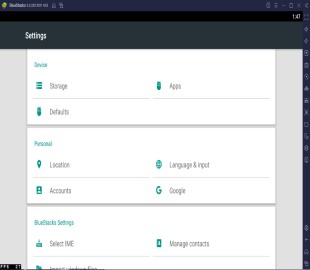 BlueStacks
1:47
Settings
Device
Storage
Apps
Defaults
Personal
Location
Language & input
Accounts
Google
BlueStacks Settings
Select IME
Manage contacts
FPS